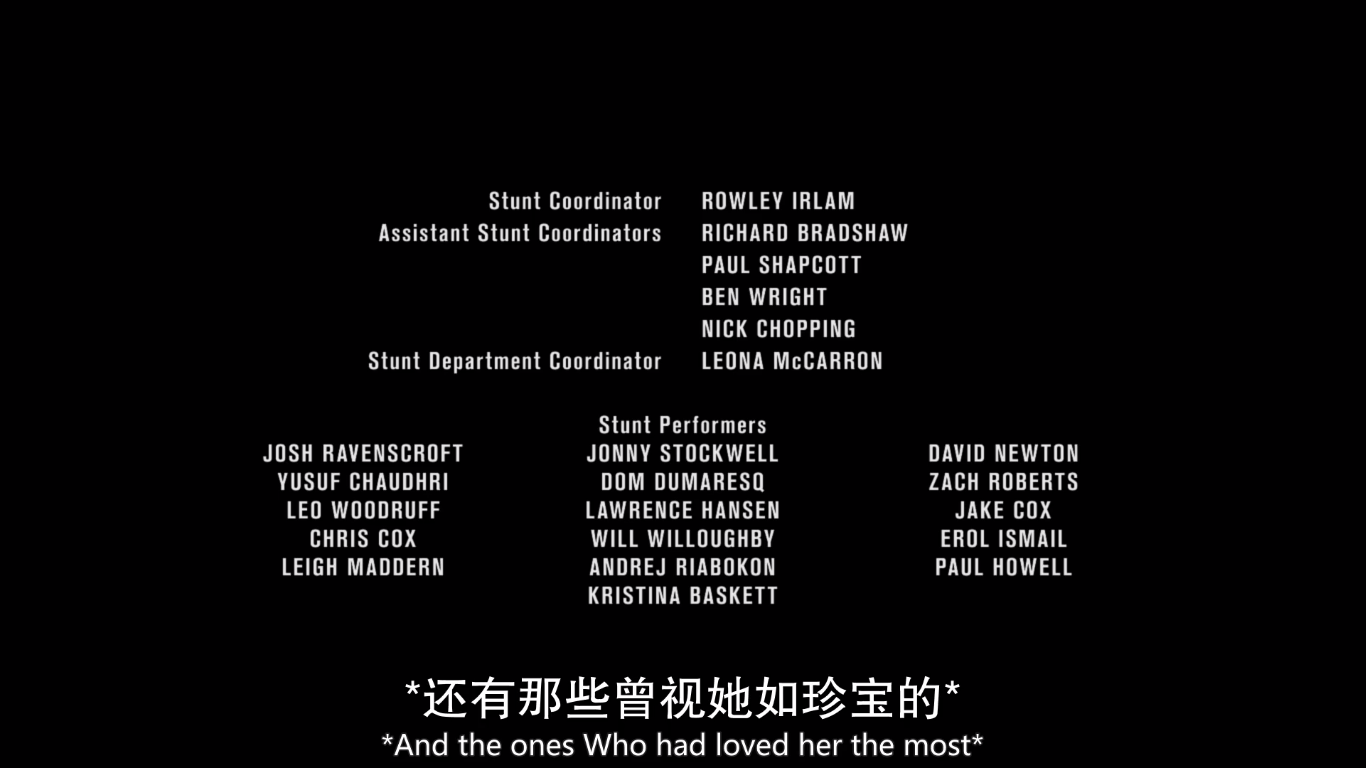 Stunt Coordinator ROWLEY IRLAM
Assistant Stunt Coordinators RICHARD BRADSHAW
PAUL SHAPCOTT
BEN WRIGHT
NICK CHOPPING
Stunt Department Coordinator LEONA McCARRON
Stunt Performers
JOSH RAVENSCROFT JONNY STOCKWELL DAVID NEWTON
YUSUF CHAUDHRI DOM DUMARESQ ZACH ROBERTS
LEO WOODRUFF LAWRENCE HANSEN JAKE COX
CHRIS COX WILL WILLOUGHBY EROL ISMAIL
LEIGH MADDERN ANDREJ RIABOKON PAUL HOWELL
KRISTINA BASKETT
*还有那些曾视她如珍宝的*
*And the ones Who had loved her the most*